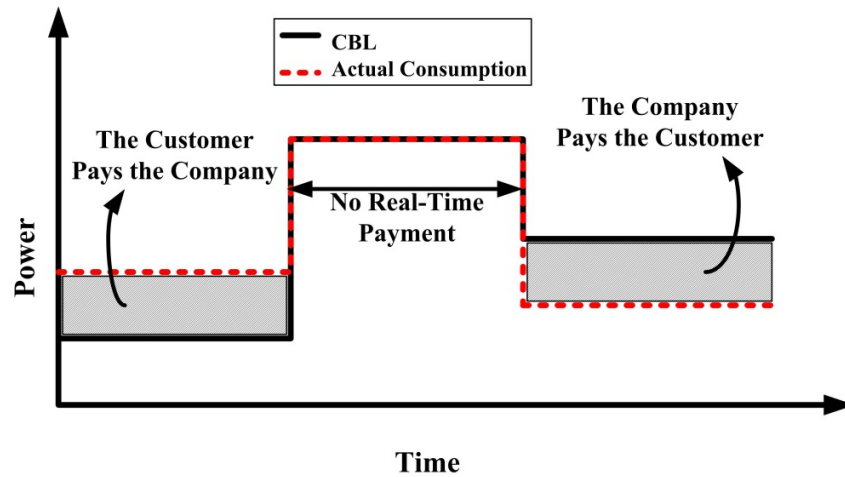 CBL
Actual Consumption
The Customer
Pays the Company
The Company
Pays the Customer
No Real-Time
Payment
Power
Time